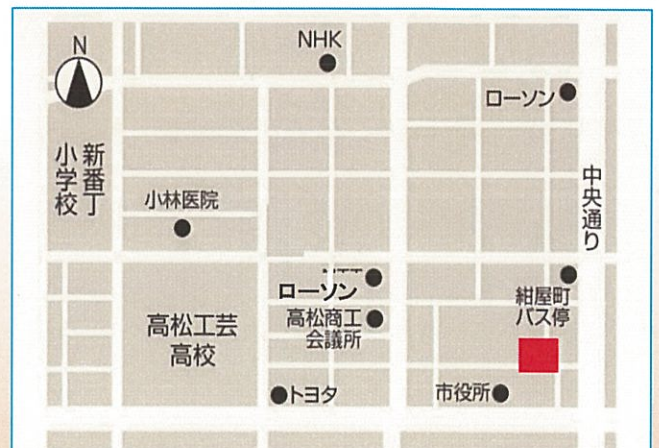 N
NHK
ローソン
新番丁
小学校
中央通り
小林医院
ローソン
紺屋町
バス停
高松商工
会議所
高松工芸
高校
トヨタ
市役所